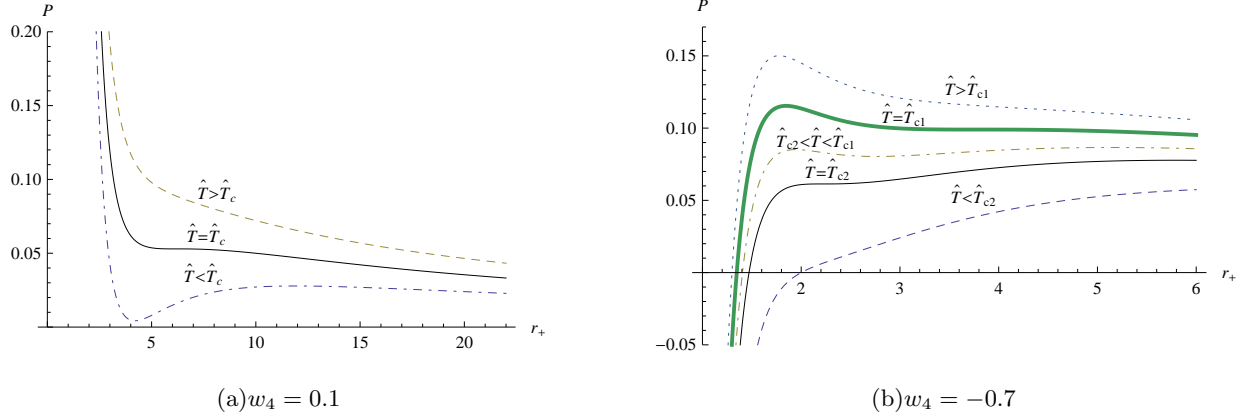 P
0.20
0.15
0.10
0.05
5
10
15
20
r₊
T̂>T̂c
T̂=T̂c
T̂<T̂c
(a)w₄ = 0.1
P
0.15
0.10
0.05
−0.05
2
3
4
5
6
r₊
T̂>T̂c1
T̂=T̂c1
T̂c2<T̂<T̂c1
T̂=T̂c2
T̂<T̂c2
(b)w₄ = −0.7